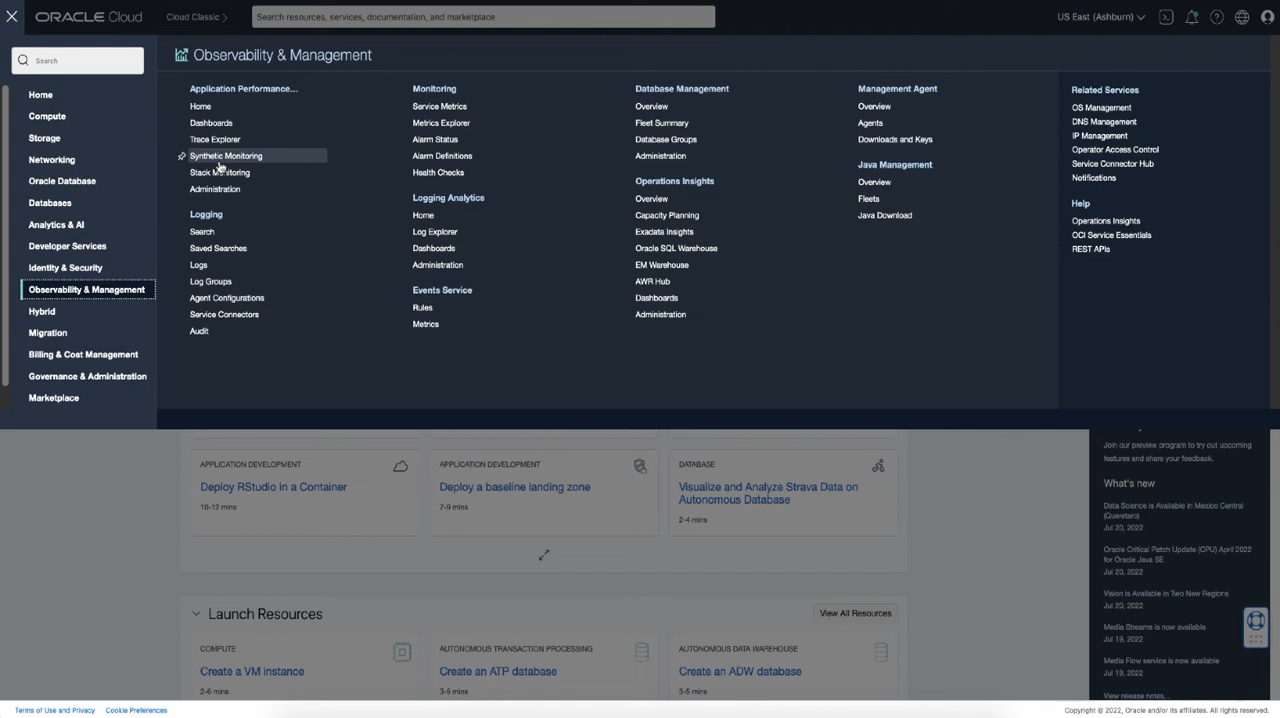 ORACLE Cloud
Cloud Classic
Search resources, services, documentation, and marketplace
US East (Ashburn)
Search
Home
Compute
Storage
Networking
Oracle Database
Databases
Analytics & AI
Developer Services
Identity & Security
Observability & Management
Hybrid
Migration
Billing & Cost Management
Governance & Administration
Marketplace
Observability & Management
Application Performance...
Home
Dashboards
Trace Explorer
Synthetic Monitoring
Stack Monitoring
Administration
Logging
Search
Saved Searches
Logs
Log Groups
Agent Configurations
Service Connectors
Audit
Monitoring
Service Metrics
Metrics Explorer
Alarm Status
Alarm Definitions
Health Checks
Logging Analytics
Home
Log Explorer
Dashboards
Administration
Events Service
Rules
Metrics
Database Management
Overview
Fleet Summary
Database Groups
Administration
Operations Insights
Overview
Capacity Planning
Exadata Insights
Oracle SQL Warehouse
EM Warehouse
AWR Hub
Dashboards
Administration
Management Agent
Overview
Agents
Downloads and Keys
Java Management
Overview
Fleets
Java Download
Related Services
OS Management
DNS Management
IP Management
Operator Access Control
Service Connector Hub
Notifications
Help
Operations Insights
OCI Service Essentials
REST APIs
APPLICATION DEVELOPMENT
Deploy RStudio in a Container
10-12 mins
APPLICATION DEVELOPMENT
Deploy a baseline landing zone
7-9 mins
DATABASE
Visualize and Analyze Strava Data on
Autonomous Database
2-4 mins
Launch Resources
View All Resources
COMPUTE
Create a VM instance
2-6 mins
AUTONOMOUS TRANSACTION PROCESSING
Create an ATP database
3-5 mins
AUTONOMOUS DATA WAREHOUSE
Create an ADW database
3-5 mins
Join our preview program to try out upcoming
features and share your feedback.
What's new
Data Science is Available in Mexico Central
(Queretaro)
Jul 20, 2022
Oracle Critical Patch Update (CPU) April 2022
for Oracle Java SE
Jul 20, 2022
Vision is Available in Two New Regions
Jul 20, 2022
Media Streams is now available
Jul 19, 2022
Media Flow service is now available
Jul 19, 2022
View release notes...
Terms of Use and Privacy
Cookie Preferences
Copyright © 2022, Oracle and/or its affiliates. All rights reserved.